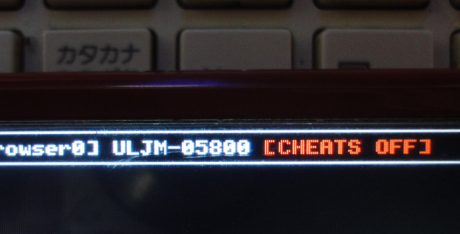 カタカナ
rowser0] ULJM-05800 [CHEATS OFF]